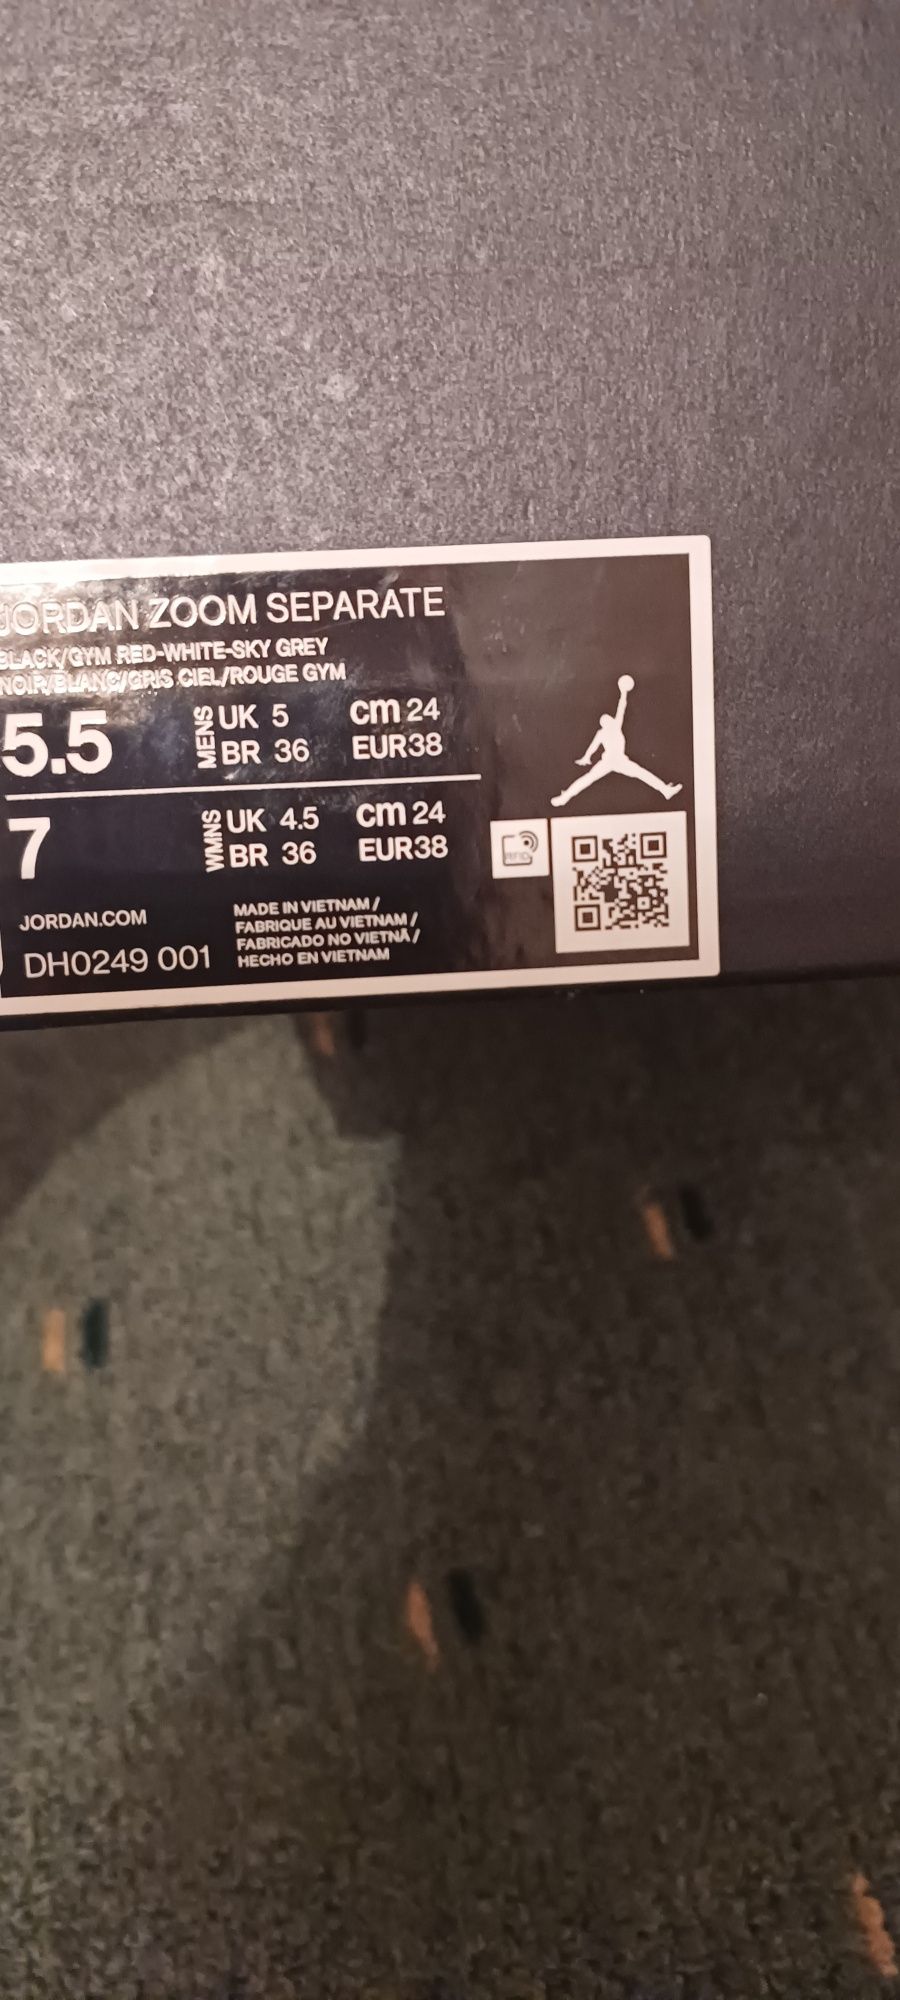 JORDAN ZOOM SEPARATE
BLACK/GYM RED-WHITE-SKY GREY
NOIR/BLANC/GRIS CIEL/ROUGE GYM
5.5 MENS UK 5 cm 24
BR 36 EUR38
7 WMNS UK 4.5 cm 24
BR 36 EUR38
RFID
JORDAN.COM
DH0249 001
MADE IN VIETNAM /
FABRIQUE AU VIETNAM /
FABRICADO NO VIETNÃ /
HECHO EN VIETNAM